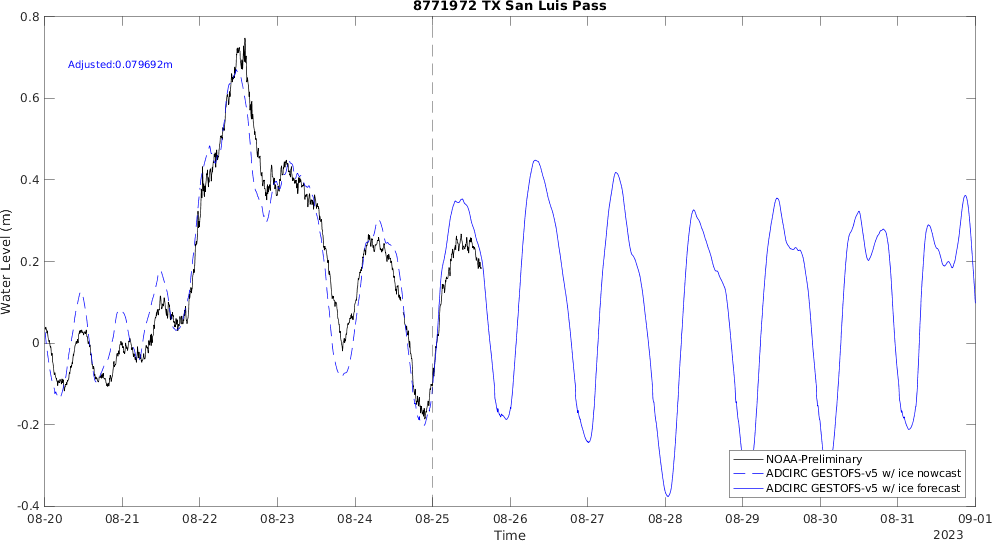 8771972 TX San Luis Pass
Adjusted:0.079692m
Water Level (m)
0.8
0.6
0.4
0.2
0
-0.2
-0.4
NOAA-Preliminary
ADCIRC GESTOFS-v5 w/ ice nowcast
ADCIRC GESTOFS-v5 w/ ice forecast
08-20 08-21 08-22 08-23 08-24 08-25 08-26 08-27 08-28 08-29 08-30 08-31 09-01
Time
2023